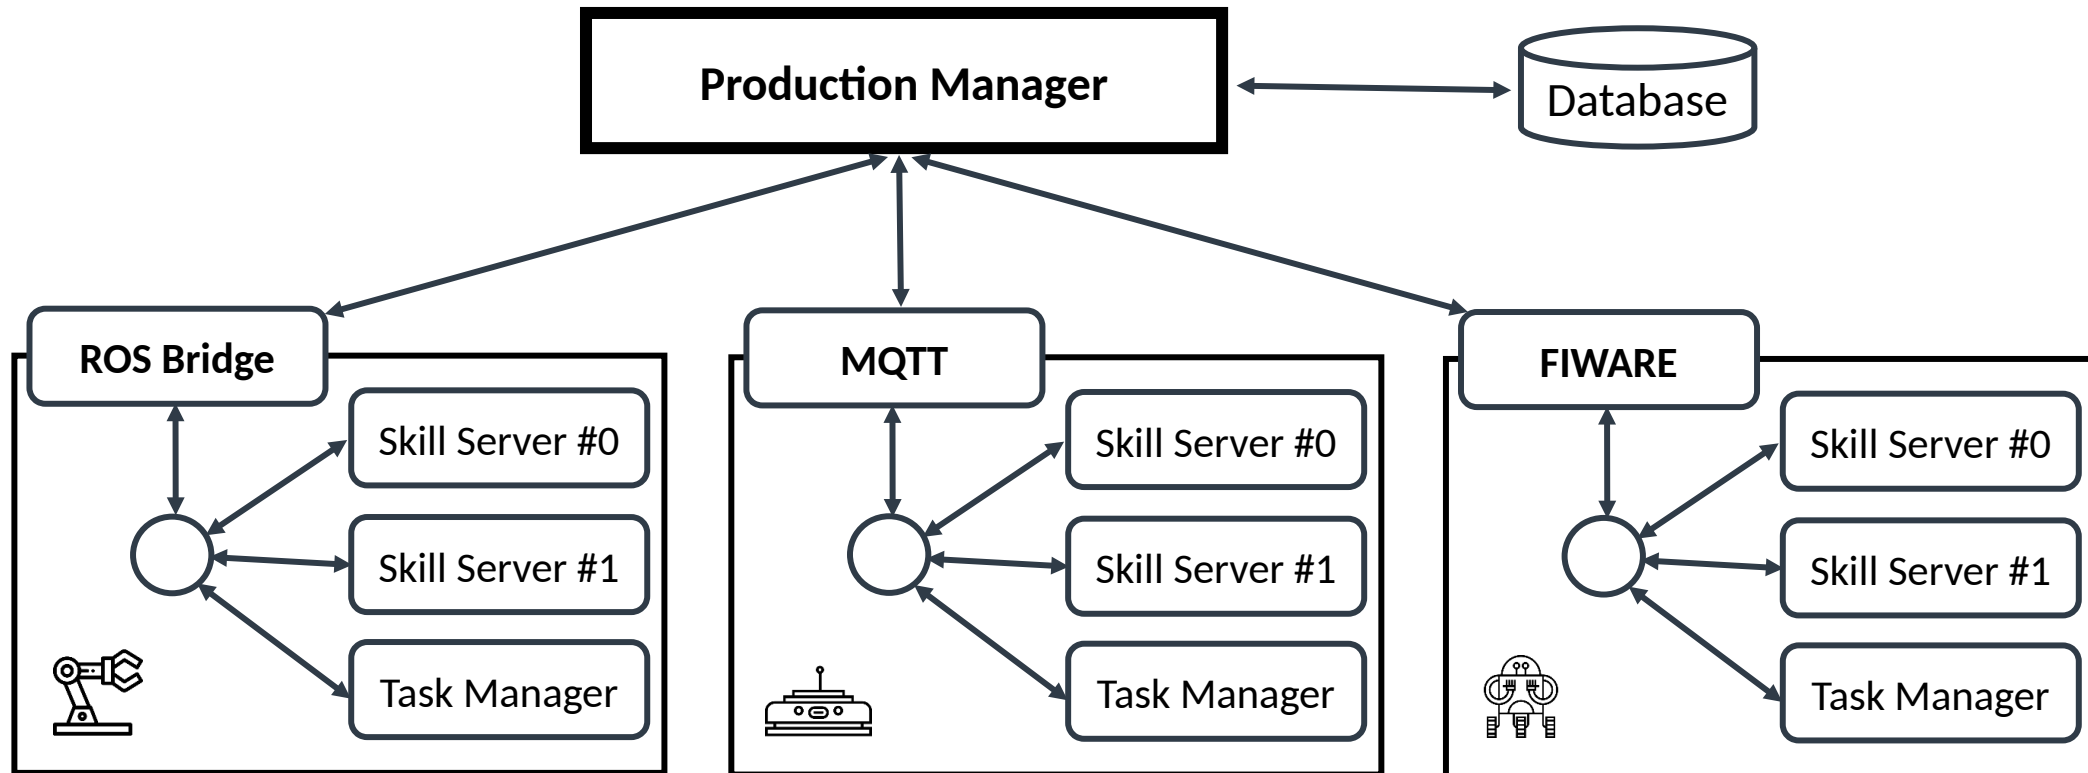 Production Manager
Database
ROS Bridge
Skill Server #0
Skill Server #1
Task Manager
MQTT
Skill Server #0
Skill Server #1
Task Manager
FIWARE
Skill Server #0
Skill Server #1
Task Manager